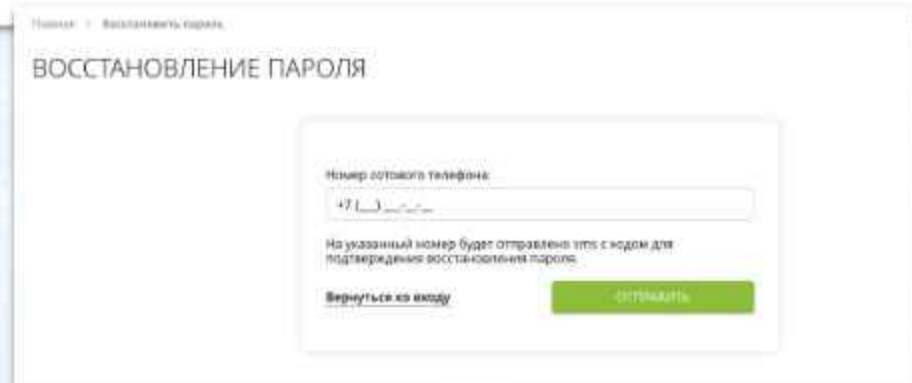 Главная > Восстановить пароль
ВОССТАНОВЛЕНИЕ ПАРОЛЯ
Номер сотового телефона:
+7 (___) ___-__-__
На указанный номер будет отправлено sms с кодом для
подтверждения восстановления пароля.
Вернуться ко входу
ОТПРАВИТЬ